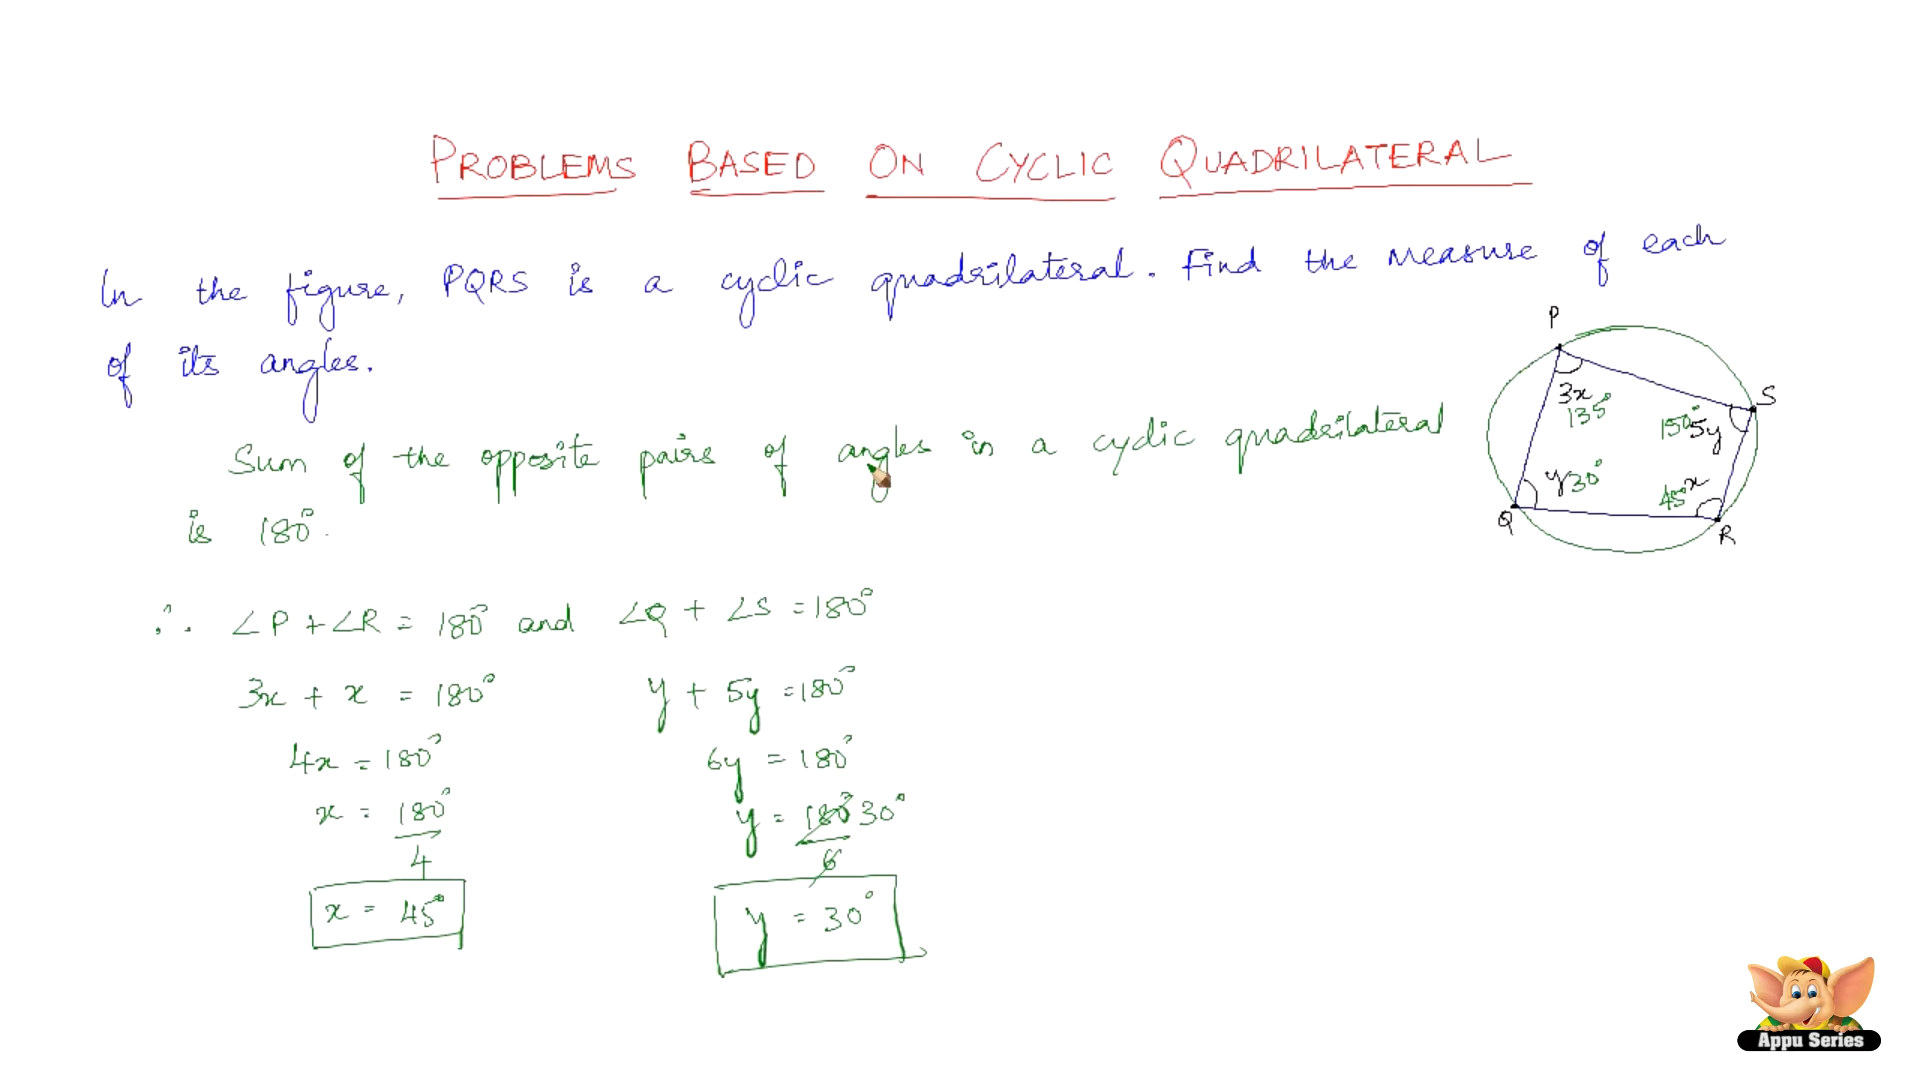 PROBLEMS BASED ON CYCLIC QUADRILATERAL
In the figure, PQRS is a cyclic quadrilateral. Find the measure of each
of its angles.
P
S
3x
135°
150°
5y
y
30°
45°
x
Q
R
Sum of the opposite pairs of angles in a cyclic quadrilateral
is 180°.
∴ ∠P + ∠R = 180° and ∠Q + ∠S = 180°
3x + x = 180° y + 5y = 180°
4x = 180° 6y = 180°
x = 180°/4 y = 180°/6 30°
x = 45° y = 30°
Appu Series